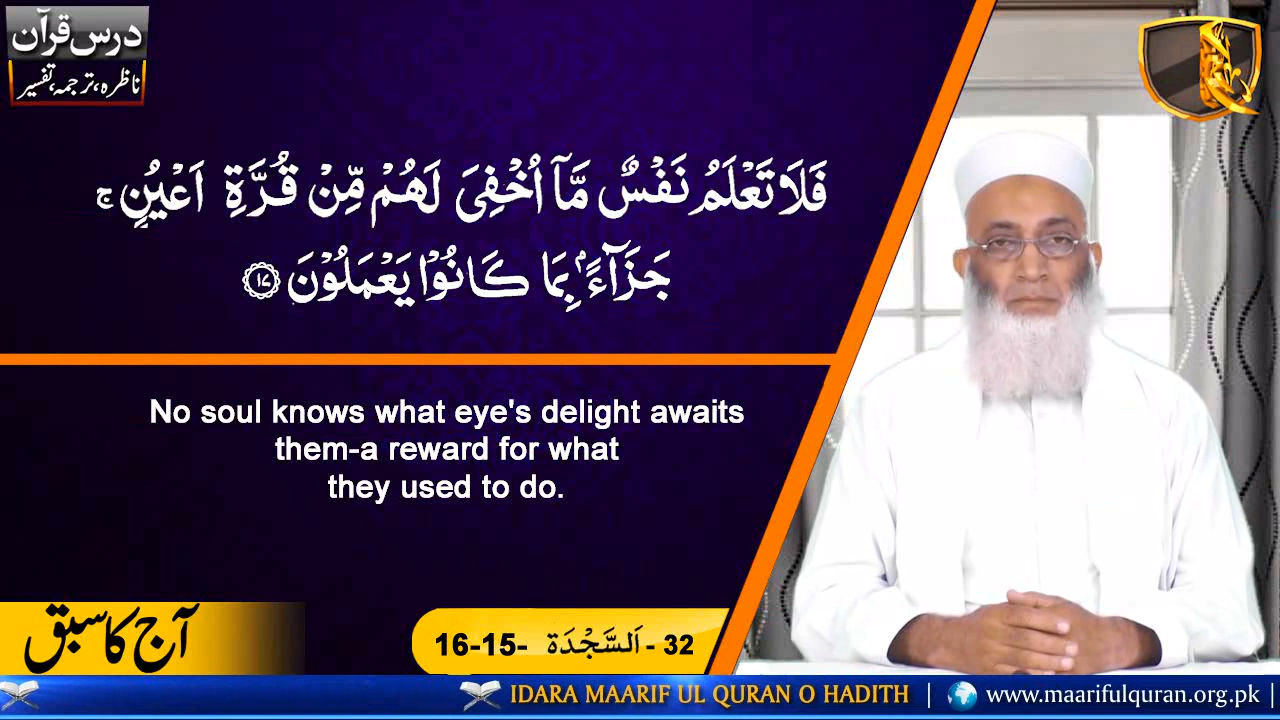 درس قرآن
ناظرہ، ترجمہ، تفسیر
فَلَا تَعْلَمُ نَفْسٌ مَّاۤ اُخْفِیَ لَهُمْ مِّنْ قُرَّةِ اَعْیُنٍ ۚ
جَزَآءًۢ بِمَا كَانُوْا یَعْمَلُوْنَ ۱۷
No soul knows what eye's delight awaits
them-a reward for what
they used to do.
آج کا سبق
32 - اَلسَّجْدَة -16-15
IDARA MAARIF UL QURAN O HADITH | www.maarifulquran.org.pk |